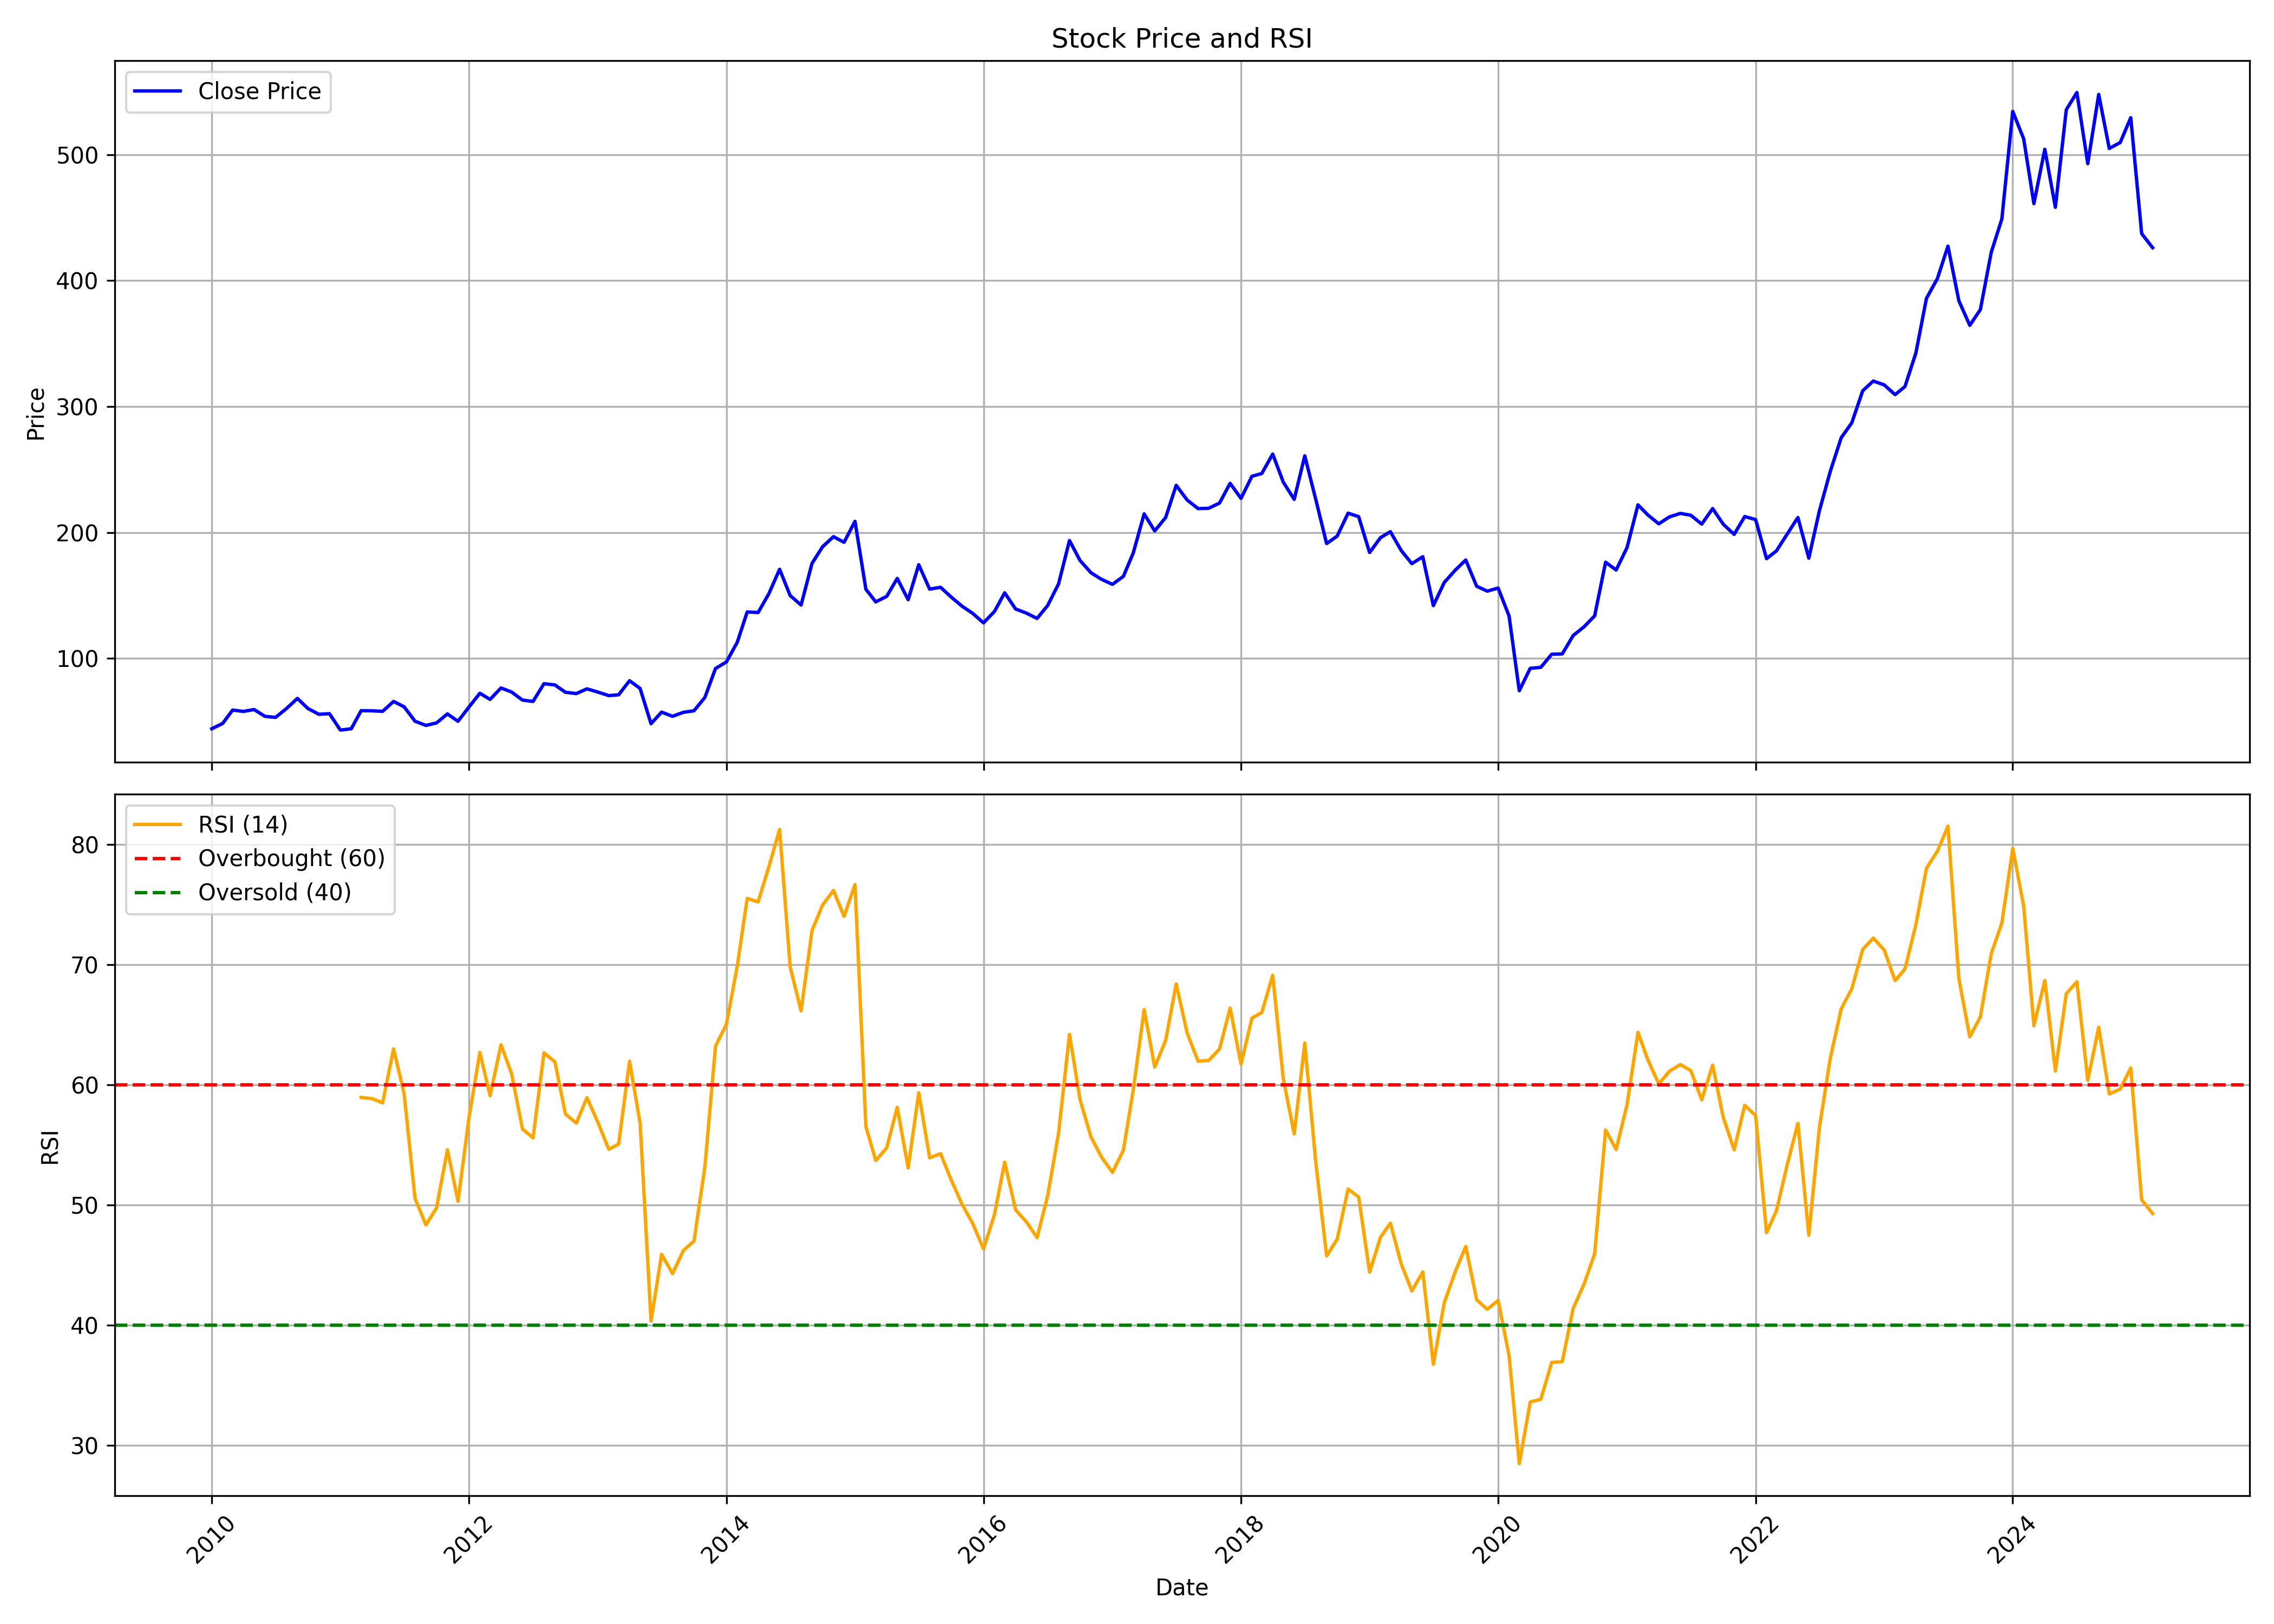 Stock Price and RSI
Close Price
Price
500
400
300
200
100
RSI (14)
Overbought (60)
Oversold (40)
RSI
80
70
60
50
40
30
2010
2012
2014
2016
2018
2020
2022
2024
Date